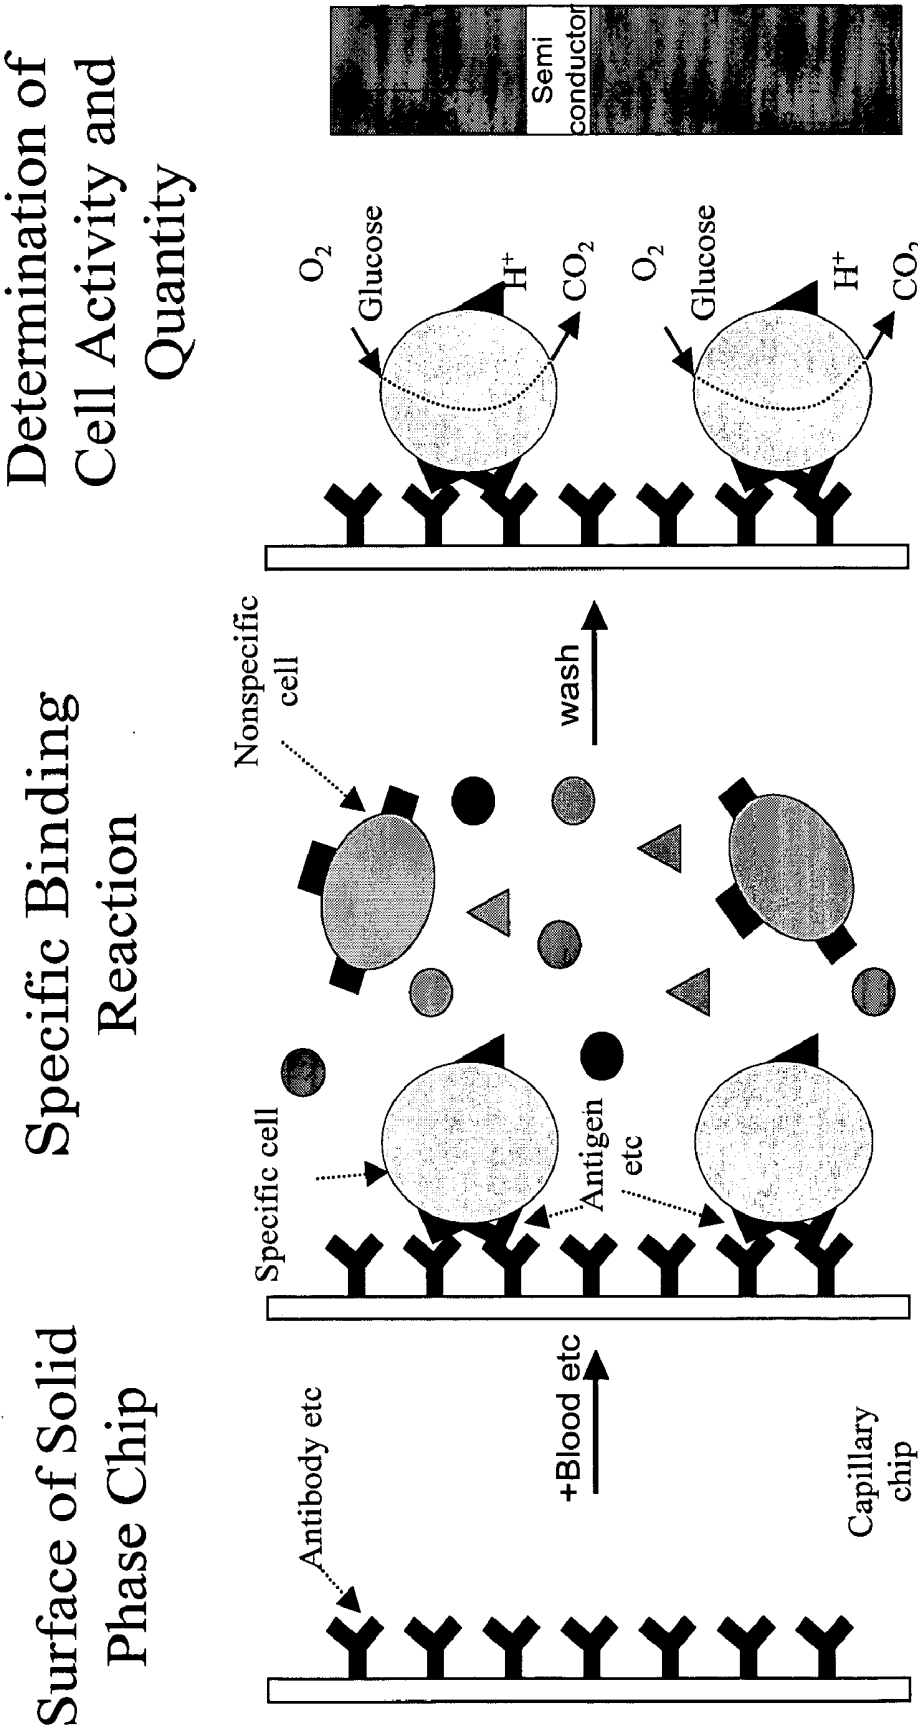 Surface of Solid
Phase Chip
Antibody etc
+Blood etc
Capillary
chip
Specific Binding
Reaction
Specific cell
Antigen
etc
Nonspecific
cell
wash
Determination of
Cell Activity and
Quantity
O2
Glucose
H+
CO2
O2
Glucose
H+
CO2
Semi
conductor